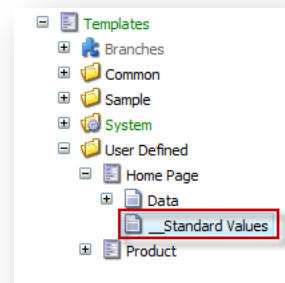 Templates
Branches
Common
Sample
System
User Defined
Home Page
Data
__Standard Values
Product